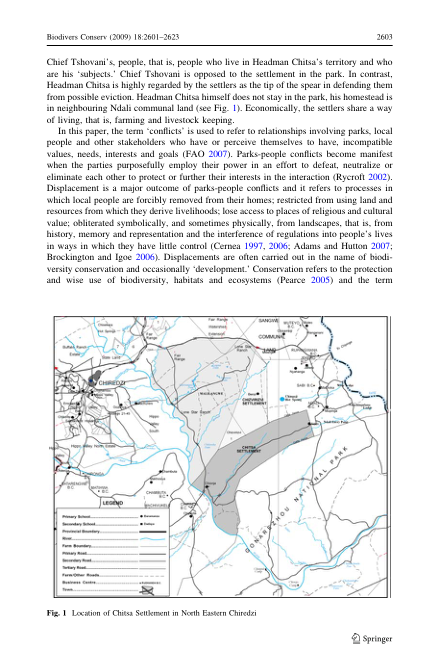 Biodivers Conserv (2009) 18:2601–2623 2603
Chief Tshovani's, people, that is, people who live in Headman Chitsa's territory and who
are his 'subjects.' Chief Tshovani is opposed to the settlement in the park. In contrast,
Headman Chitsa is highly regarded by the settlers as the tip of the spear in defending them
from possible eviction. Headman Chitsa himself does not stay in the park, his homestead is
in neighbouring Ndali communal land (see Fig. 1). Economically, the settlers share a way
of living, that is, farming and livestock keeping.
In this paper, the term 'conflicts' is used to refer to relationships involving parks, local
people and other stakeholders who have or perceive themselves to have, incompatible
values, needs, interests and goals (FAO 2007). Parks-people conflicts become manifest
when the parties purposefully employ their power in an effort to defeat, neutralize or
eliminate each other to protect or further their interests in the interaction (Rycroft 2002).
Displacement is a major outcome of parks-people conflicts and it refers to processes in
which local people are forcibly removed from their homes; restricted from using land and
resources from which they derive livelihoods; lose access to places of religious and cultural
value; obliterated symbolically, and sometimes physically, from landscapes, that is, from
history, memory and representation and the interference of regulations into people's lives
in ways in which they have little control (Cernea 1997, 2006; Adams and Hutton 2007;
Brockington and Igoe 2006). Displacements are often carried out in the name of biodi-
versity conservation and occasionally 'development.' Conservation refers to the protection
and wise use of biodiversity, habitats and ecosystems (Pearce 2005) and the term
SANGWE
COMMUNAL
LAND
CHIREDZI
CHITSA
SETTLEMENT
GONAREZHOU NATIONAL PARK
LEGEND
Primary School
Secondary School
Provincial Boundary
River
Farm Boundary
Primary Road
Secondary Road
Tertiary Road
Farm/Other Roads
Business Centre
Town
Fig. 1 Location of Chitsa Settlement in North Eastern Chiredzi
Springer